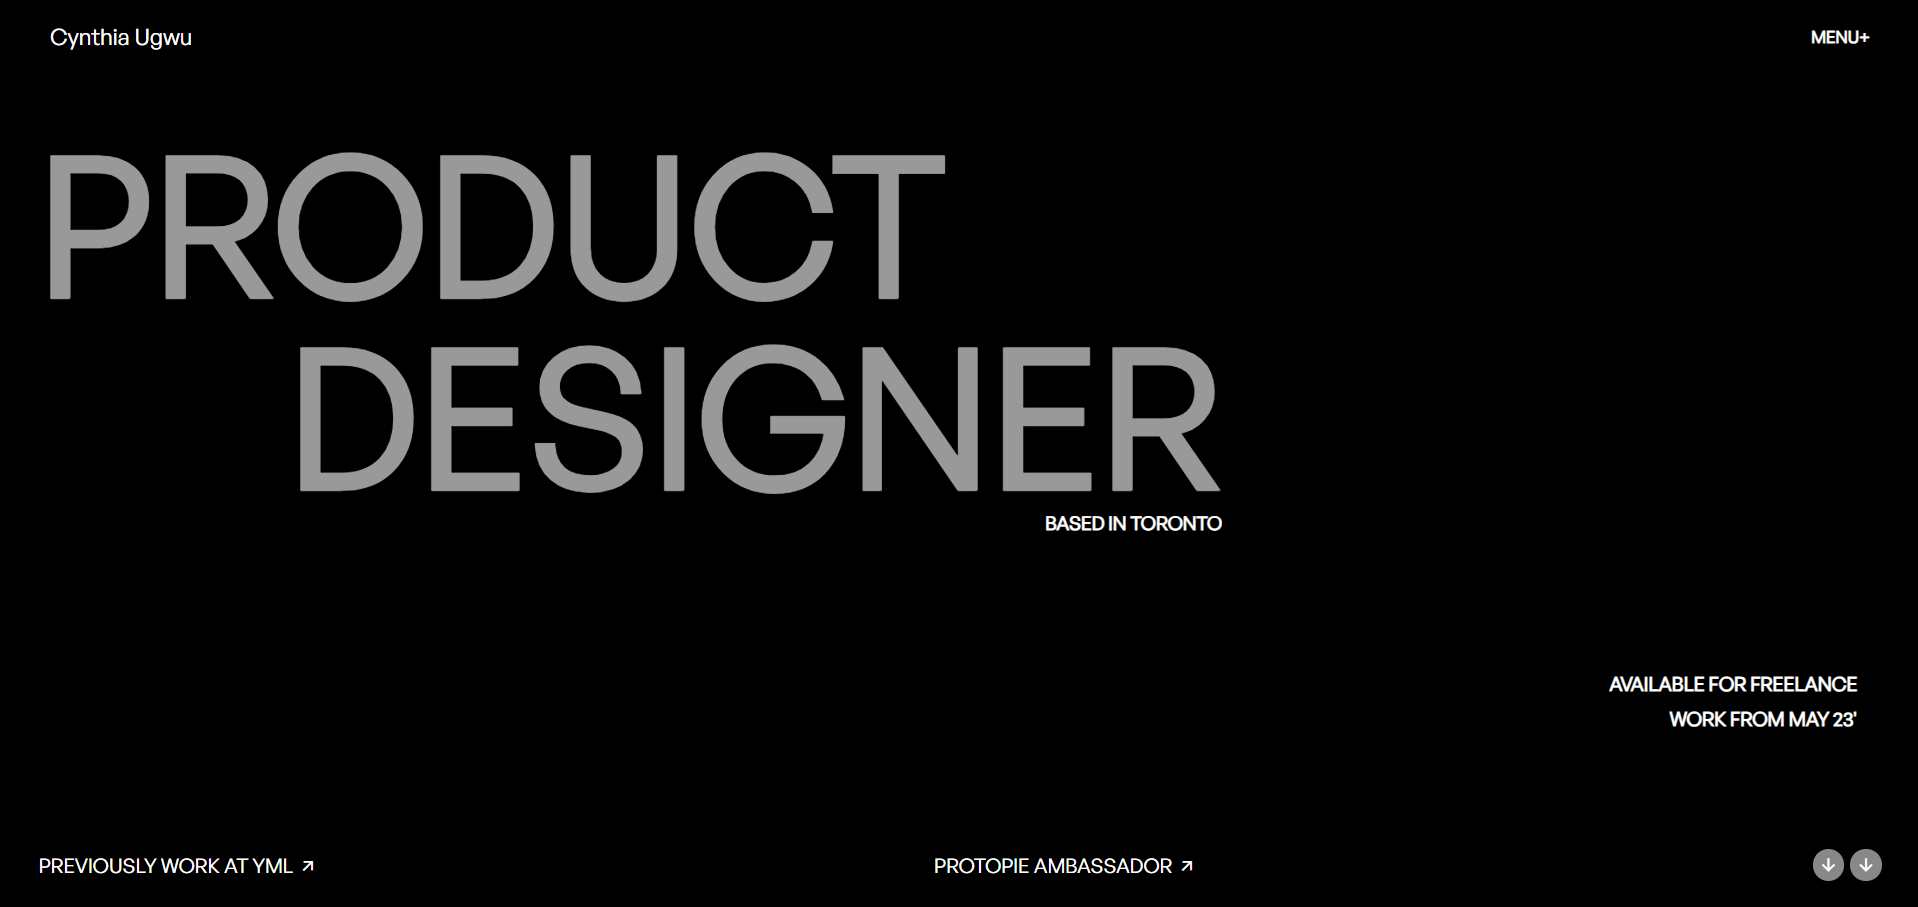 Cynthia Ugwu
MENU+
PRODUCT
DESIGNER
BASED IN TORONTO
AVAILABLE FOR FREELANCE
WORK FROM MAY 23'
PREVIOUSLY WORK AT YML
PROTOPIE AMBASSADOR